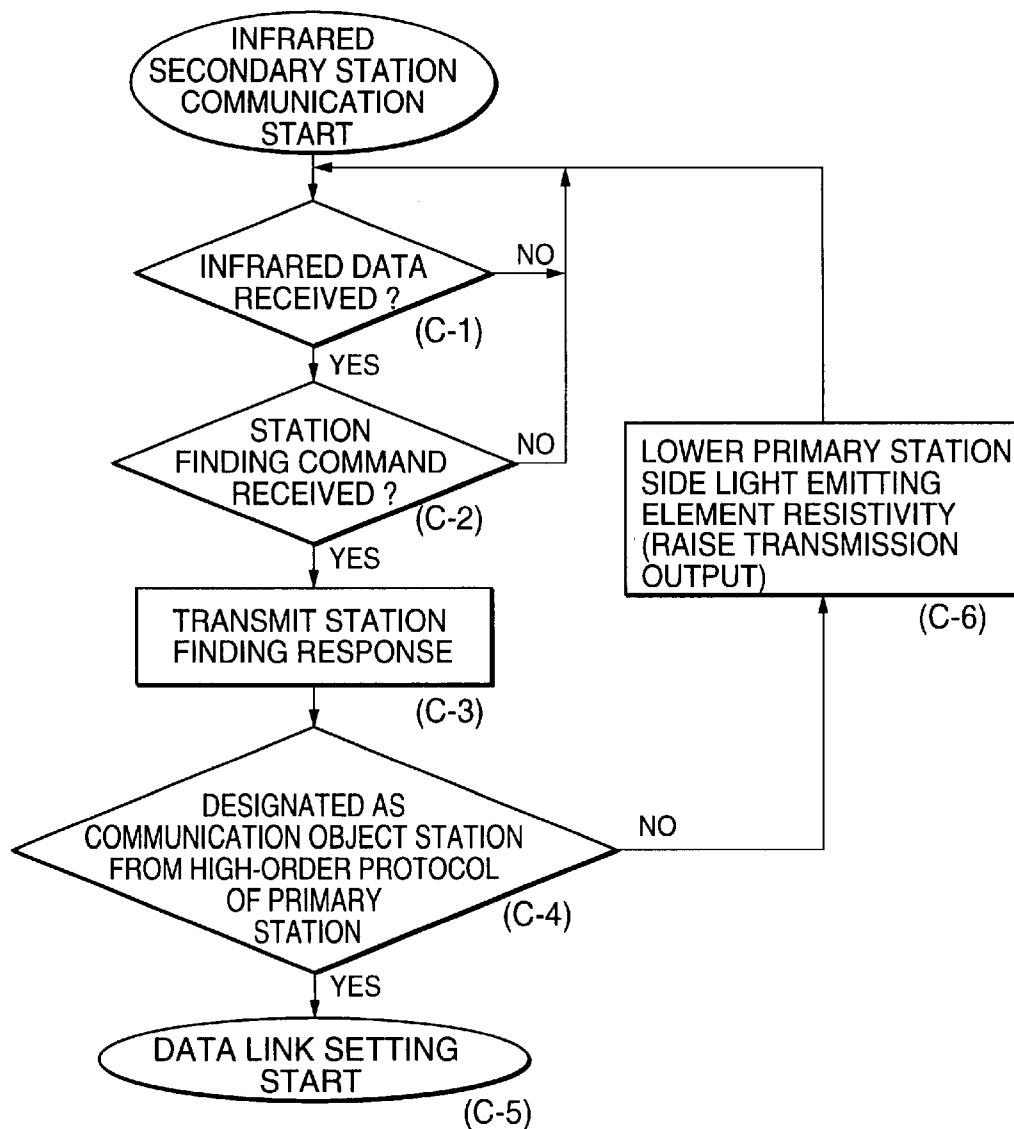 INFRARED
SECONDARY STATION
COMMUNICATION
START
INFRARED DATA
RECEIVED ?
(C-1)
NO
YES
STATION
FINDING COMMAND
RECEIVED ?
(C-2)
NO
YES
TRANSMIT STATION
FINDING RESPONSE
(C-3)
DESIGNATED AS
COMMUNICATION OBJECT STATION
FROM HIGH-ORDER PROTOCOL
OF PRIMARY
STATION
(C-4)
NO
YES
LOWER PRIMARY STATION
SIDE LIGHT EMITTING
ELEMENT RESISTIVITY
(RAISE TRANSMISSION
OUTPUT)
(C-6)
DATA LINK SETTING
START
(C-5)